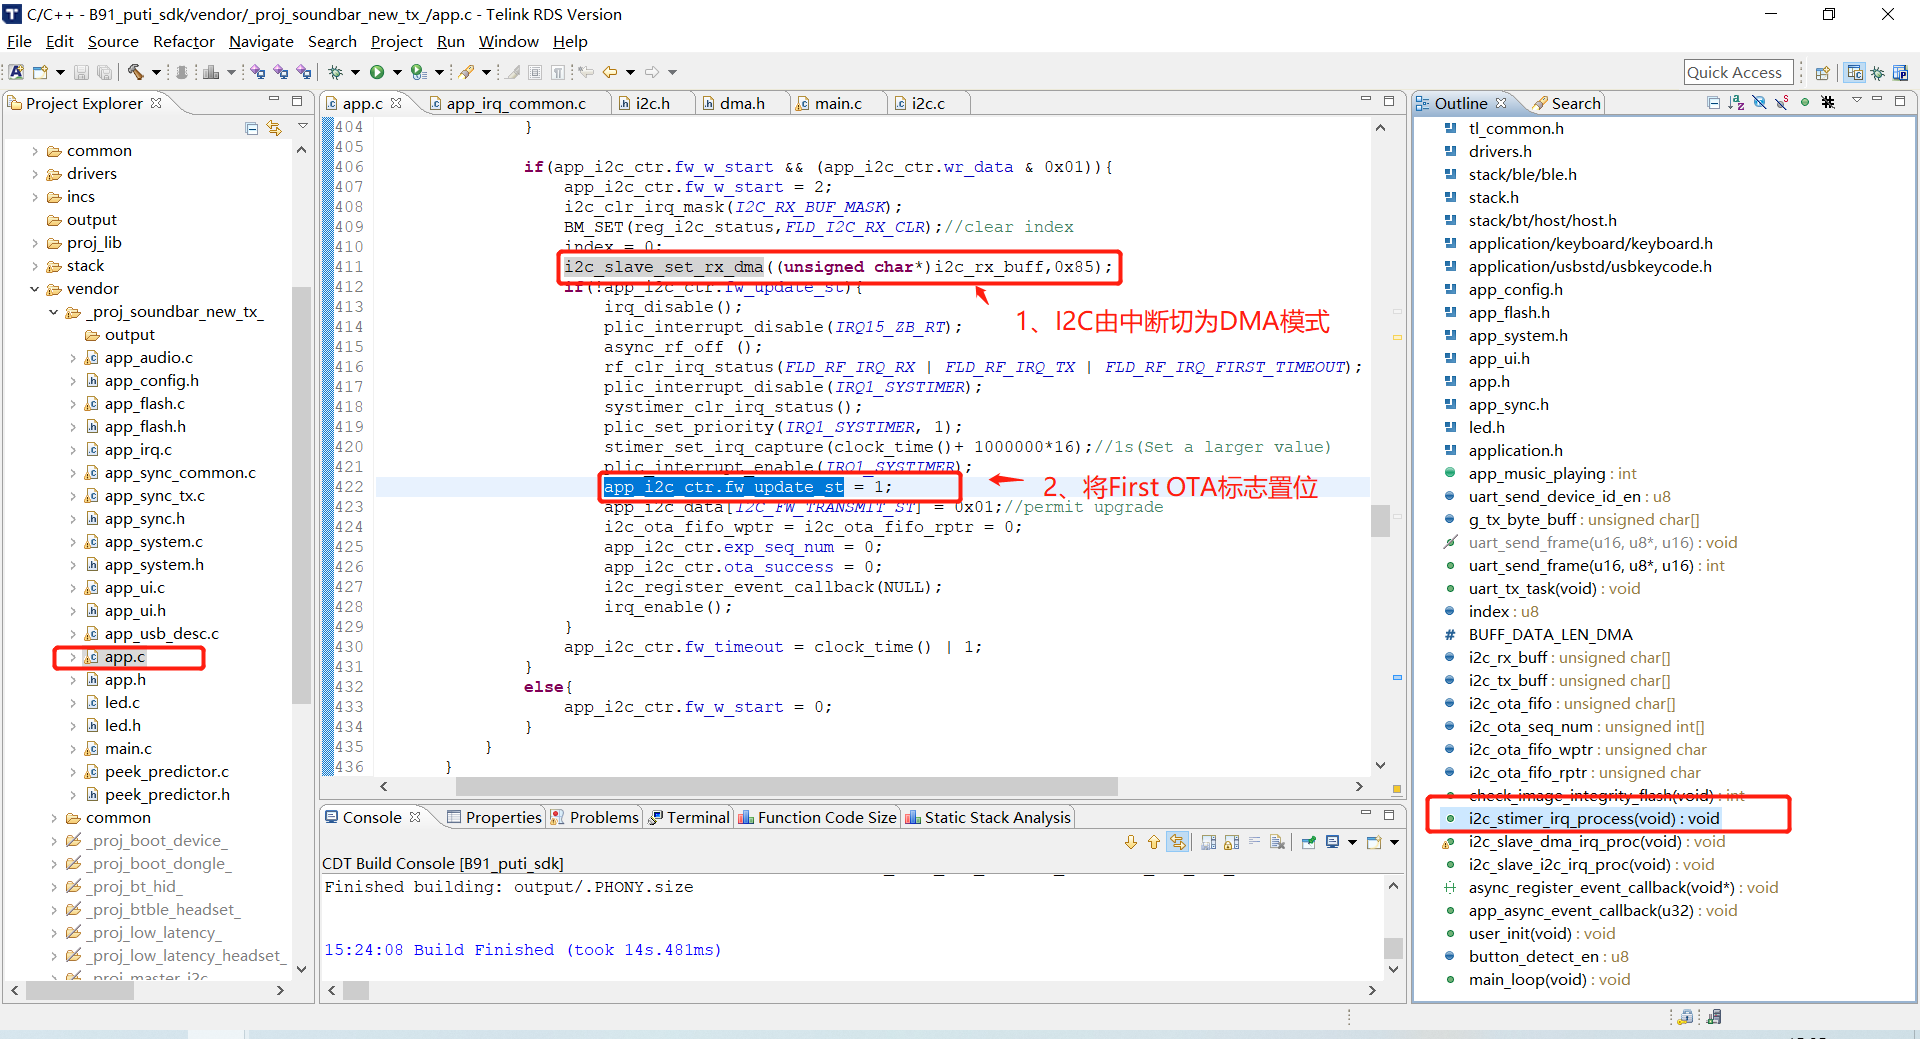 C/C++ - B91_puti_sdk/vendor/_proj_soundbar_new_tx_/app.c - Telink RDS Version
File Edit Source Refactor Navigate Search Project Run Window Help
Quick Access
Project Explorer
common
drivers
incs
output
proj_lib
stack
vendor
_proj_soundbar_new_tx_
output
app_audio.c
app_config.h
app_flash.c
app_flash.h
app_irq.c
app_sync_common.c
app_sync_tx.c
app_sync.h
app_system.c
app_system.h
app_ui.c
app_ui.h
app_usb_desc.c
app.c
app.h
led.c
led.h
main.c
peek_predictor.c
peek_predictor.h
common
_proj_boot_device_
_proj_boot_dongle_
_proj_bt_hid_
_proj_btble_headset_
_proj_low_latency_
_proj_low_latency_headset_
_proj_master_i2c_
app.c app_irq_common.c i2c.h dma.h main.c i2c.c
404 }
405
406 if(app_i2c_ctr.fw_w_start && (app_i2c_ctr.wr_data & 0x01)){
407 app_i2c_ctr.fw_w_start = 2;
408 i2c_clr_irq_mask(I2C_RX_BUF_MASK);
409 BM_SET(reg_i2c_status,FLD_I2C_RX_CLR);//clear index
410 index = 0;
411 i2c_slave_set_rx_dma((unsigned char*)i2c_rx_buff,0x85);
412 if(!app_i2c_ctr.fw_update_st){
413 irq_disable();
1、I2C由中断切为DMA模式
414 plic_interrupt_disable(IRQ15_ZB_RT);
415 async_rf_off ();
416 rf_clr_irq_status(FLD_RF_IRQ_RX | FLD_RF_IRQ_TX | FLD_RF_IRQ_FIRST_TIMEOUT);
417 plic_interrupt_disable(IRQ1_SYSTIMER);
418 systimer_clr_irq_status();
419 plic_set_priority(IRQ1_SYSTIMER, 1);
420 stimer_set_irq_capture(clock_time()+ 1000000*16);//1s(Set a larger value)
421 plic_interrupt_enable(IRQ1_SYSTIMER);
422 app_i2c_ctr.fw_update_st = 1;
2、将First OTA标志置位
423 app_i2c_data[I2C_FW_TRANSMIT_ST] = 0x01;//permit upgrade
424 i2c_ota_fifo_wptr = i2c_ota_fifo_rptr = 0;
425 app_i2c_ctr.exp_seq_num = 0;
426 app_i2c_ctr.ota_success = 0;
427 i2c_register_event_callback(NULL);
428 irq_enable();
429 }
430 app_i2c_ctr.fw_timeout = clock_time() | 1;
431 }
432 else{
433 app_i2c_ctr.fw_w_start = 0;
434 }
435 }
436 }
Console Properties Problems Terminal Function Code Size Static Stack Analysis
CDT Build Console [B91_puti_sdk]
Finished building: output/.PHONY.size
15:24:08 Build Finished (took 14s.481ms)
Outline Search
tl_common.h
drivers.h
stack/ble/ble.h
stack.h
stack/bt/host/host.h
application/keyboard/keyboard.h
application/usbstd/usbkeycode.h
app_config.h
app_flash.h
app_system.h
app_ui.h
app.h
app_sync.h
led.h
application.h
app_music_playing : int
uart_send_device_id_en : u8
g_tx_byte_buff : unsigned char[]
uart_send_frame(u16, u8*, u16) : void
uart_send_frame(u16, u8*, u16) : int
uart_tx_task(void) : void
index : u8
BUFF_DATA_LEN_DMA
i2c_rx_buff : unsigned char[]
i2c_tx_buff : unsigned char[]
i2c_ota_fifo : unsigned char[]
i2c_ota_seq_num : unsigned int[]
i2c_ota_fifo_wptr : unsigned char
i2c_ota_fifo_rptr : unsigned char
check_image_integrity_flash(void) : int
i2c_stimer_irq_process(void) : void
i2c_slave_dma_irq_proc(void) : void
i2c_slave_i2c_irq_proc(void) : void
async_register_event_callback(void*) : void
app_async_event_callback(u32) : void
user_init(void) : void
button_detect_en : u8
main_loop(void) : void